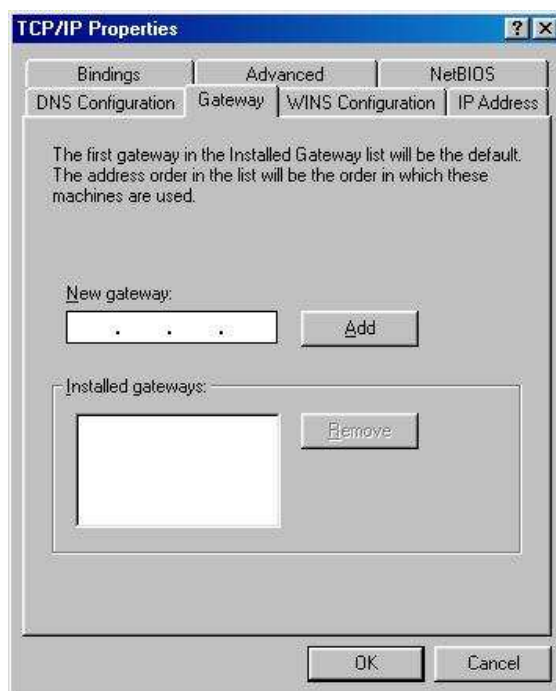 TCP/IP Properties
Bindings
Advanced
NetBIOS
DNS Configuration
Gateway
WINS Configuration
IP Address
The first gateway in the Installed Gateway list will be the default.
The address order in the list will be the order in which these
machines are used.
New gateway:
. . .
Add
Installed gateways:
Remove
OK
Cancel